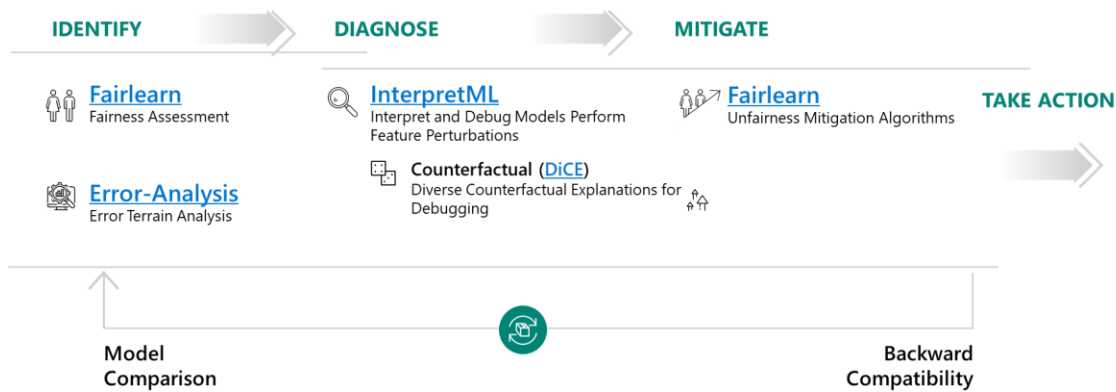 IDENTIFY
DIAGNOSE
MITIGATE
Fairlearn
Fairness Assessment
Error-Analysis
Error Terrain Analysis
InterpretML
Interpret and Debug Models Perform
Feature Perturbations
Counterfactual (DiCE)
Diverse Counterfactual Explanations for
Debugging
Fairlearn
Unfairness Mitigation Algorithms
TAKE ACTION
Model
Comparison
Backward
Compatibility